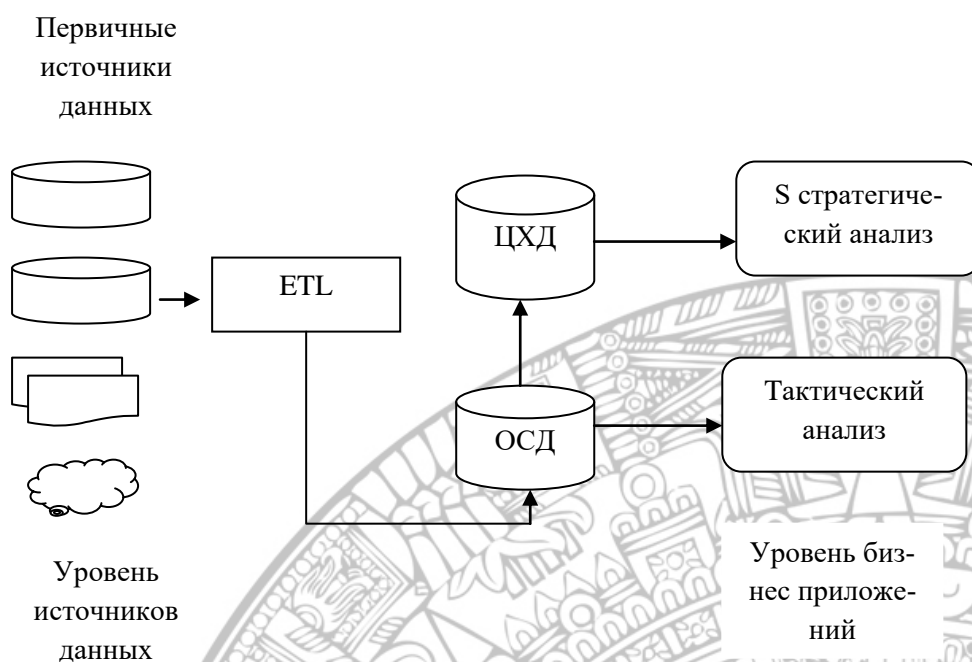 Первичные
источники
данных
ЦХД
S стратегиче-
ский анализ
ETL
ОСД
Тактический
анализ
Уровень
источников
данных
Уровень биз-
нес приложе-
ний